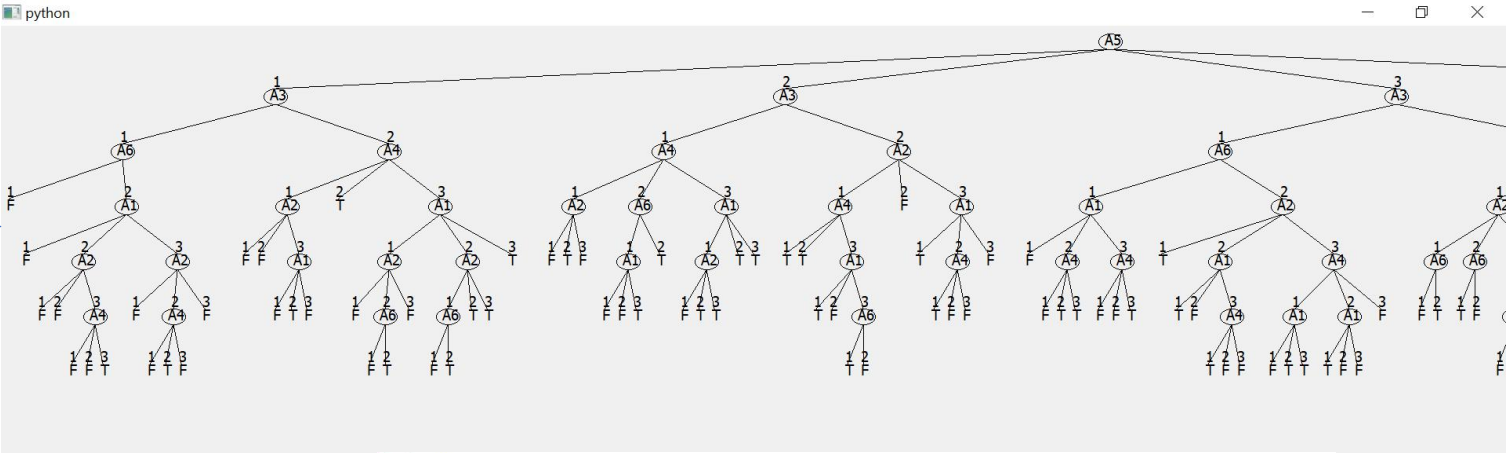 python
A5
1 2 3
A3 A3 A3
1 2 1 2 1
A6 A4 A4 A2 A6
1 2 1 2 3 1 2 3 1 2 3 1 2 1
F A1 A2 T A1 A2 A6 A1 A4 F A1 A1 A2 A2
1 2 3 1 2 3 1 2 3 1 2 3 1 2 1 2 3 1 2 3 1 2 3 1 2 3 1 2 3 1 2
F A2 A2 F F A1 A2 A2 T F T F A1 T A2 T T T T A1 T A4 F F A4 A4 T A1 A4 A6 A6
1 2 3 1 2 3 1 2 3 1 2 3 1 2 3 1 2 3 1 2 3 1 2 3 1 2 3 1 2 3 1 2 3 1 2 3 1 2 3 1 2 1 2
F F A4 F A4 F F T F F A6 F A6 T T F F T F T F T F A6 T F F F T T F F T T F A4 A1 A1 F F T T F
1 2 3 1 2 3 1 2 1 2 1 2 1 2 3 1 2 3 1 2 3 1
F F T F T F F T F T T F T F F F T T T F F F